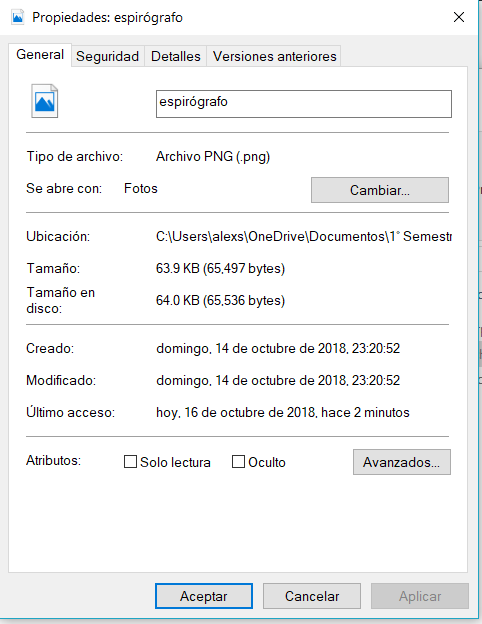 Propiedades: espirógrafo
General Seguridad Detalles Versiones anteriores
espirógrafo
Tipo de archivo: Archivo PNG (.png)
Se abre con: Fotos Cambiar...
Ubicación: C:\Users\alexs\OneDrive\Documentos\1° Semestr
Tamaño: 63.9 KB (65,497 bytes)
Tamaño en disco: 64.0 KB (65,536 bytes)
Creado: domingo, 14 de octubre de 2018, 23:20:52
Modificado: domingo, 14 de octubre de 2018, 23:20:52
Último acceso: hoy, 16 de octubre de 2018, hace 2 minutos
Atributos: Solo lectura Oculto Avanzados...
Aceptar Cancelar Aplicar